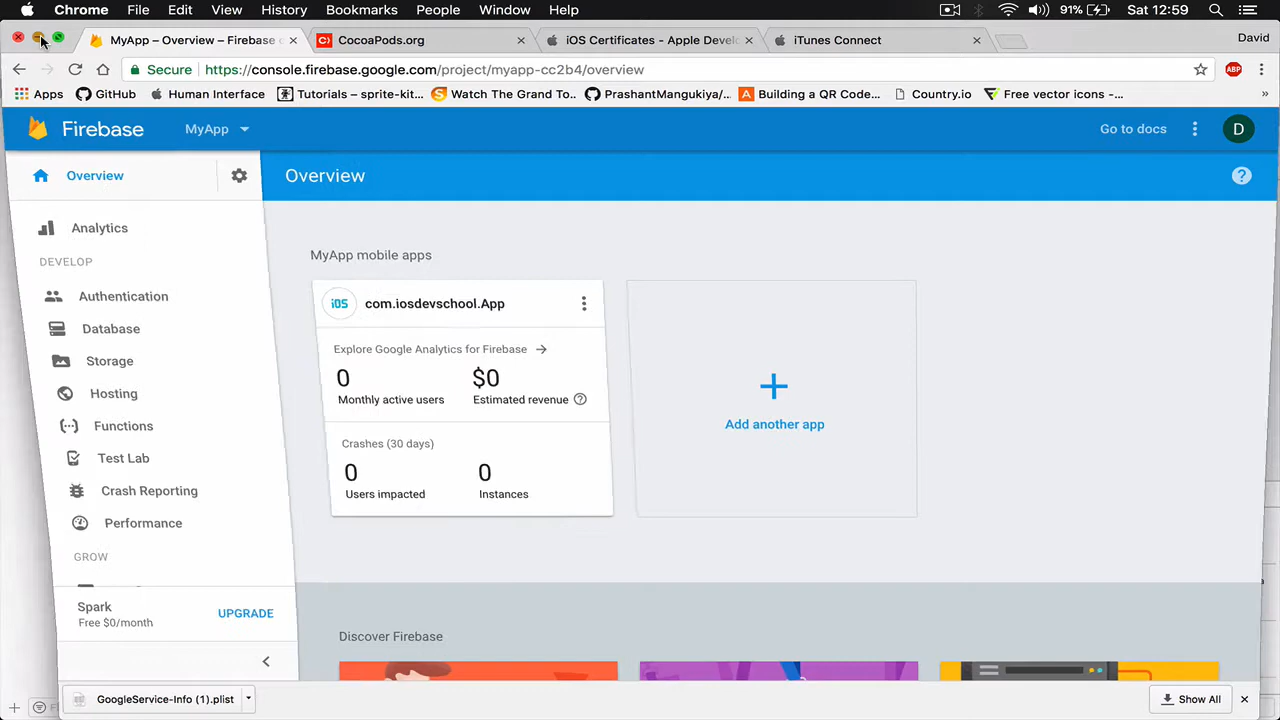 Chrome File Edit View History Bookmarks People Window Help 91% Sat 12:59
MyApp – Overview – Firebase CocoaPods.org iOS Certificates - Apple Develo iTunes Connect David
Secure https://console.firebase.google.com/project/myapp-cc2b4/overview ABP
Apps GitHub Human Interface Tutorials – sprite-kit... Watch The Grand To... PrashantMangukiya/... Building a QR Code... Country.io Free vector icons -... »
Firebase MyApp Go to docs D
Overview Overview ?
Analytics
DEVELOP
Authentication
Database
Storage
Hosting
Functions
Test Lab
Crash Reporting
Performance
GROW
Spark
Free $0/month UPGRADE
MyApp mobile apps
iOS com.iosdevschool.App
Explore Google Analytics for Firebase
0 $0
Monthly active users Estimated revenue
Crashes (30 days)
0 0
Users impacted Instances
Add another app
Discover Firebase
GoogleService-Info (1).plist Show All